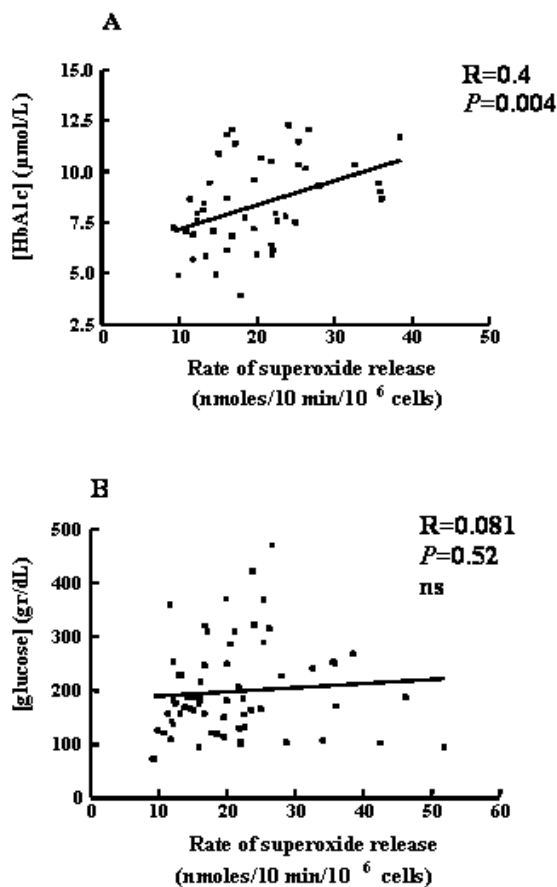 A
R=0.4
P=0.004
15.0
12.5
10.0
7.5
5.0
2.5
[HbA1c] (µmol/L)
0 10 20 30 40 50
Rate of superoxide release
(nmoles/10 min/10 6 cells)
B
R=0.081
P=0.52
ns
500
400
300
200
100
0
[glucose] (gr/dL)
0 10 20 30 40 50 60
Rate of superoxide release
(nmoles/10 min/10 6 cells)